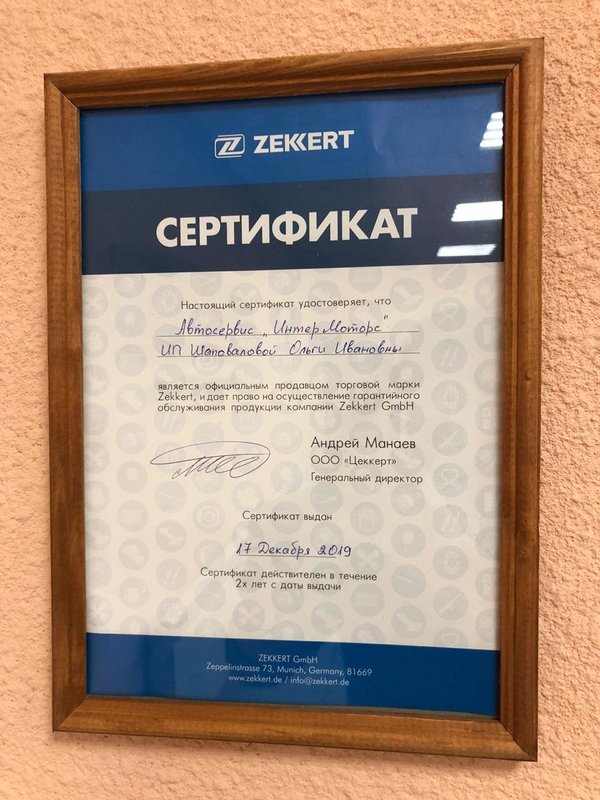 ZEKKERT
СЕРТИФИКАТ
Настоящий сертификат удостоверяет, что
Автосервис „Интер Моторс"
ИП Шаповаловой Ольги Ивановны
является официальным продавцом торговой марки
Zekkert, и дает право на осуществление гарантийного
обслуживания продукции компании Zekkert GmbH
Андрей Манаев
ООО «Цеккерт»
Генеральный директор
Сертификат выдан
17 Декабря 2019
Сертификат действителен в течение
2х лет с даты выдачи
ZEKKERT GmbH
Zeppelinstrasse 73, Munich, Germany, 81669
www.zekkert.de / info@zekkert.de